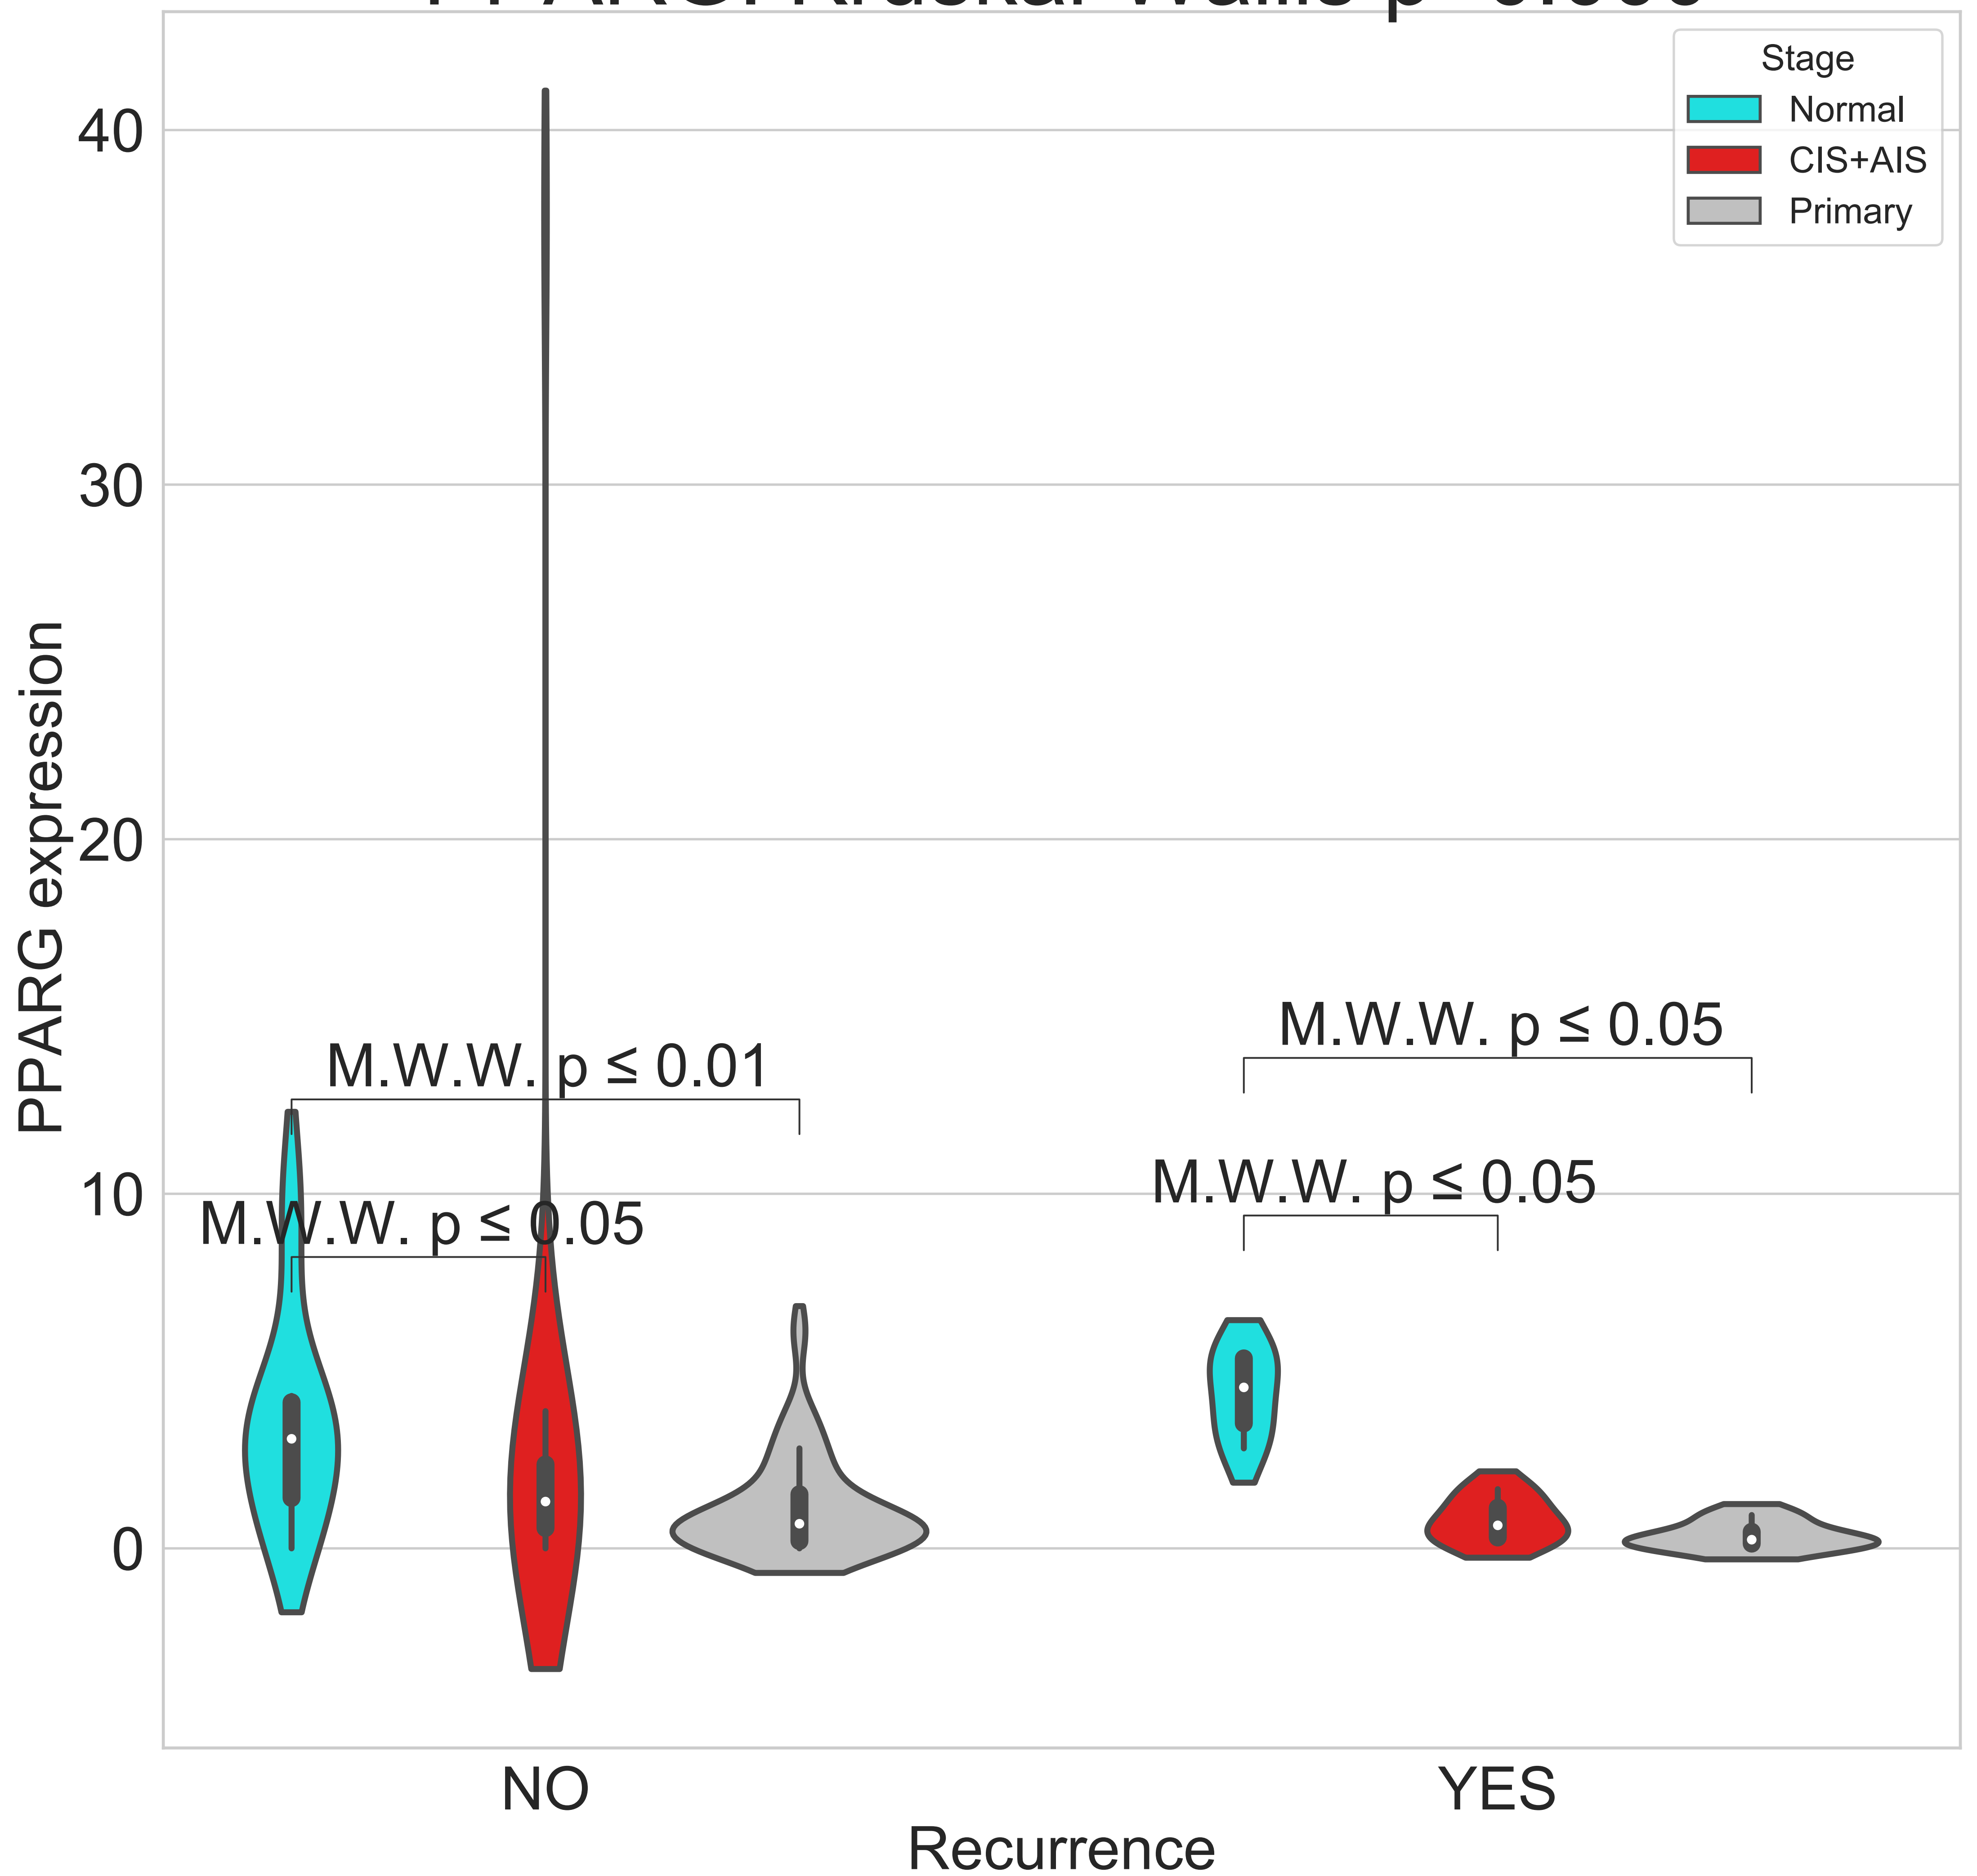 Stage
Normal
CIS+AIS
Primary
40
30
20
10
0
PPARG expression
M.W.W. p ≤ 0.01
M.W.W. p ≤ 0.05
M.W.W. p ≤ 0.05
M.W.W. p ≤ 0.05
NO
YES
Recurrence